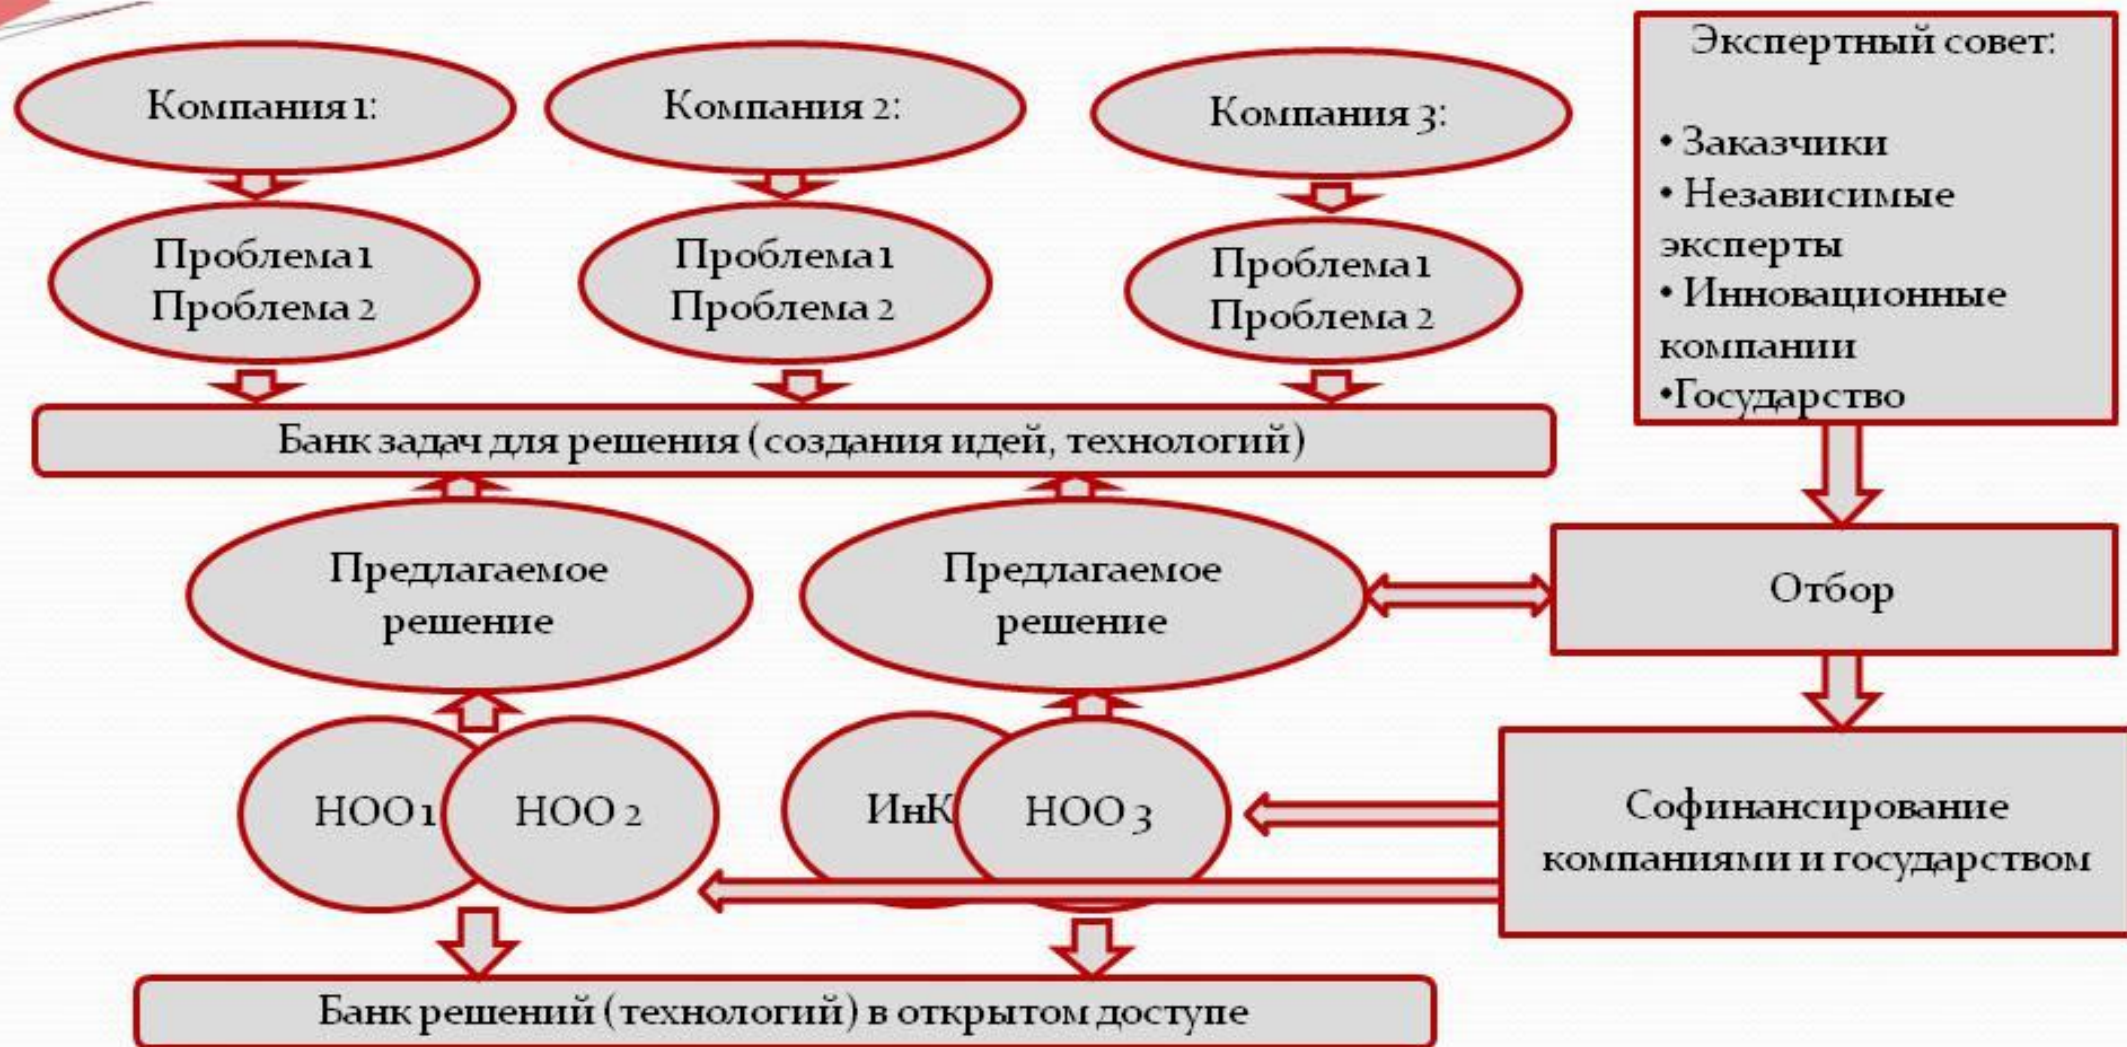 Компания 1:
Компания 2:
Компания 3:
Проблема 1
Проблема 2
Проблема 1
Проблема 2
Проблема 1
Проблема 2
Экспертный совет:
• Заказчики
• Независимые
эксперты
• Инновационные
компании
•Государство
Банк задач для решения (создания идей, технологий)
Предлагаемое
решение
Предлагаемое
решение
Отбор
НОО 1
НОО 2
ИнК
НОО 3
Софинансирование
компаниями и государством
Банк решений (технологий) в открытом доступе